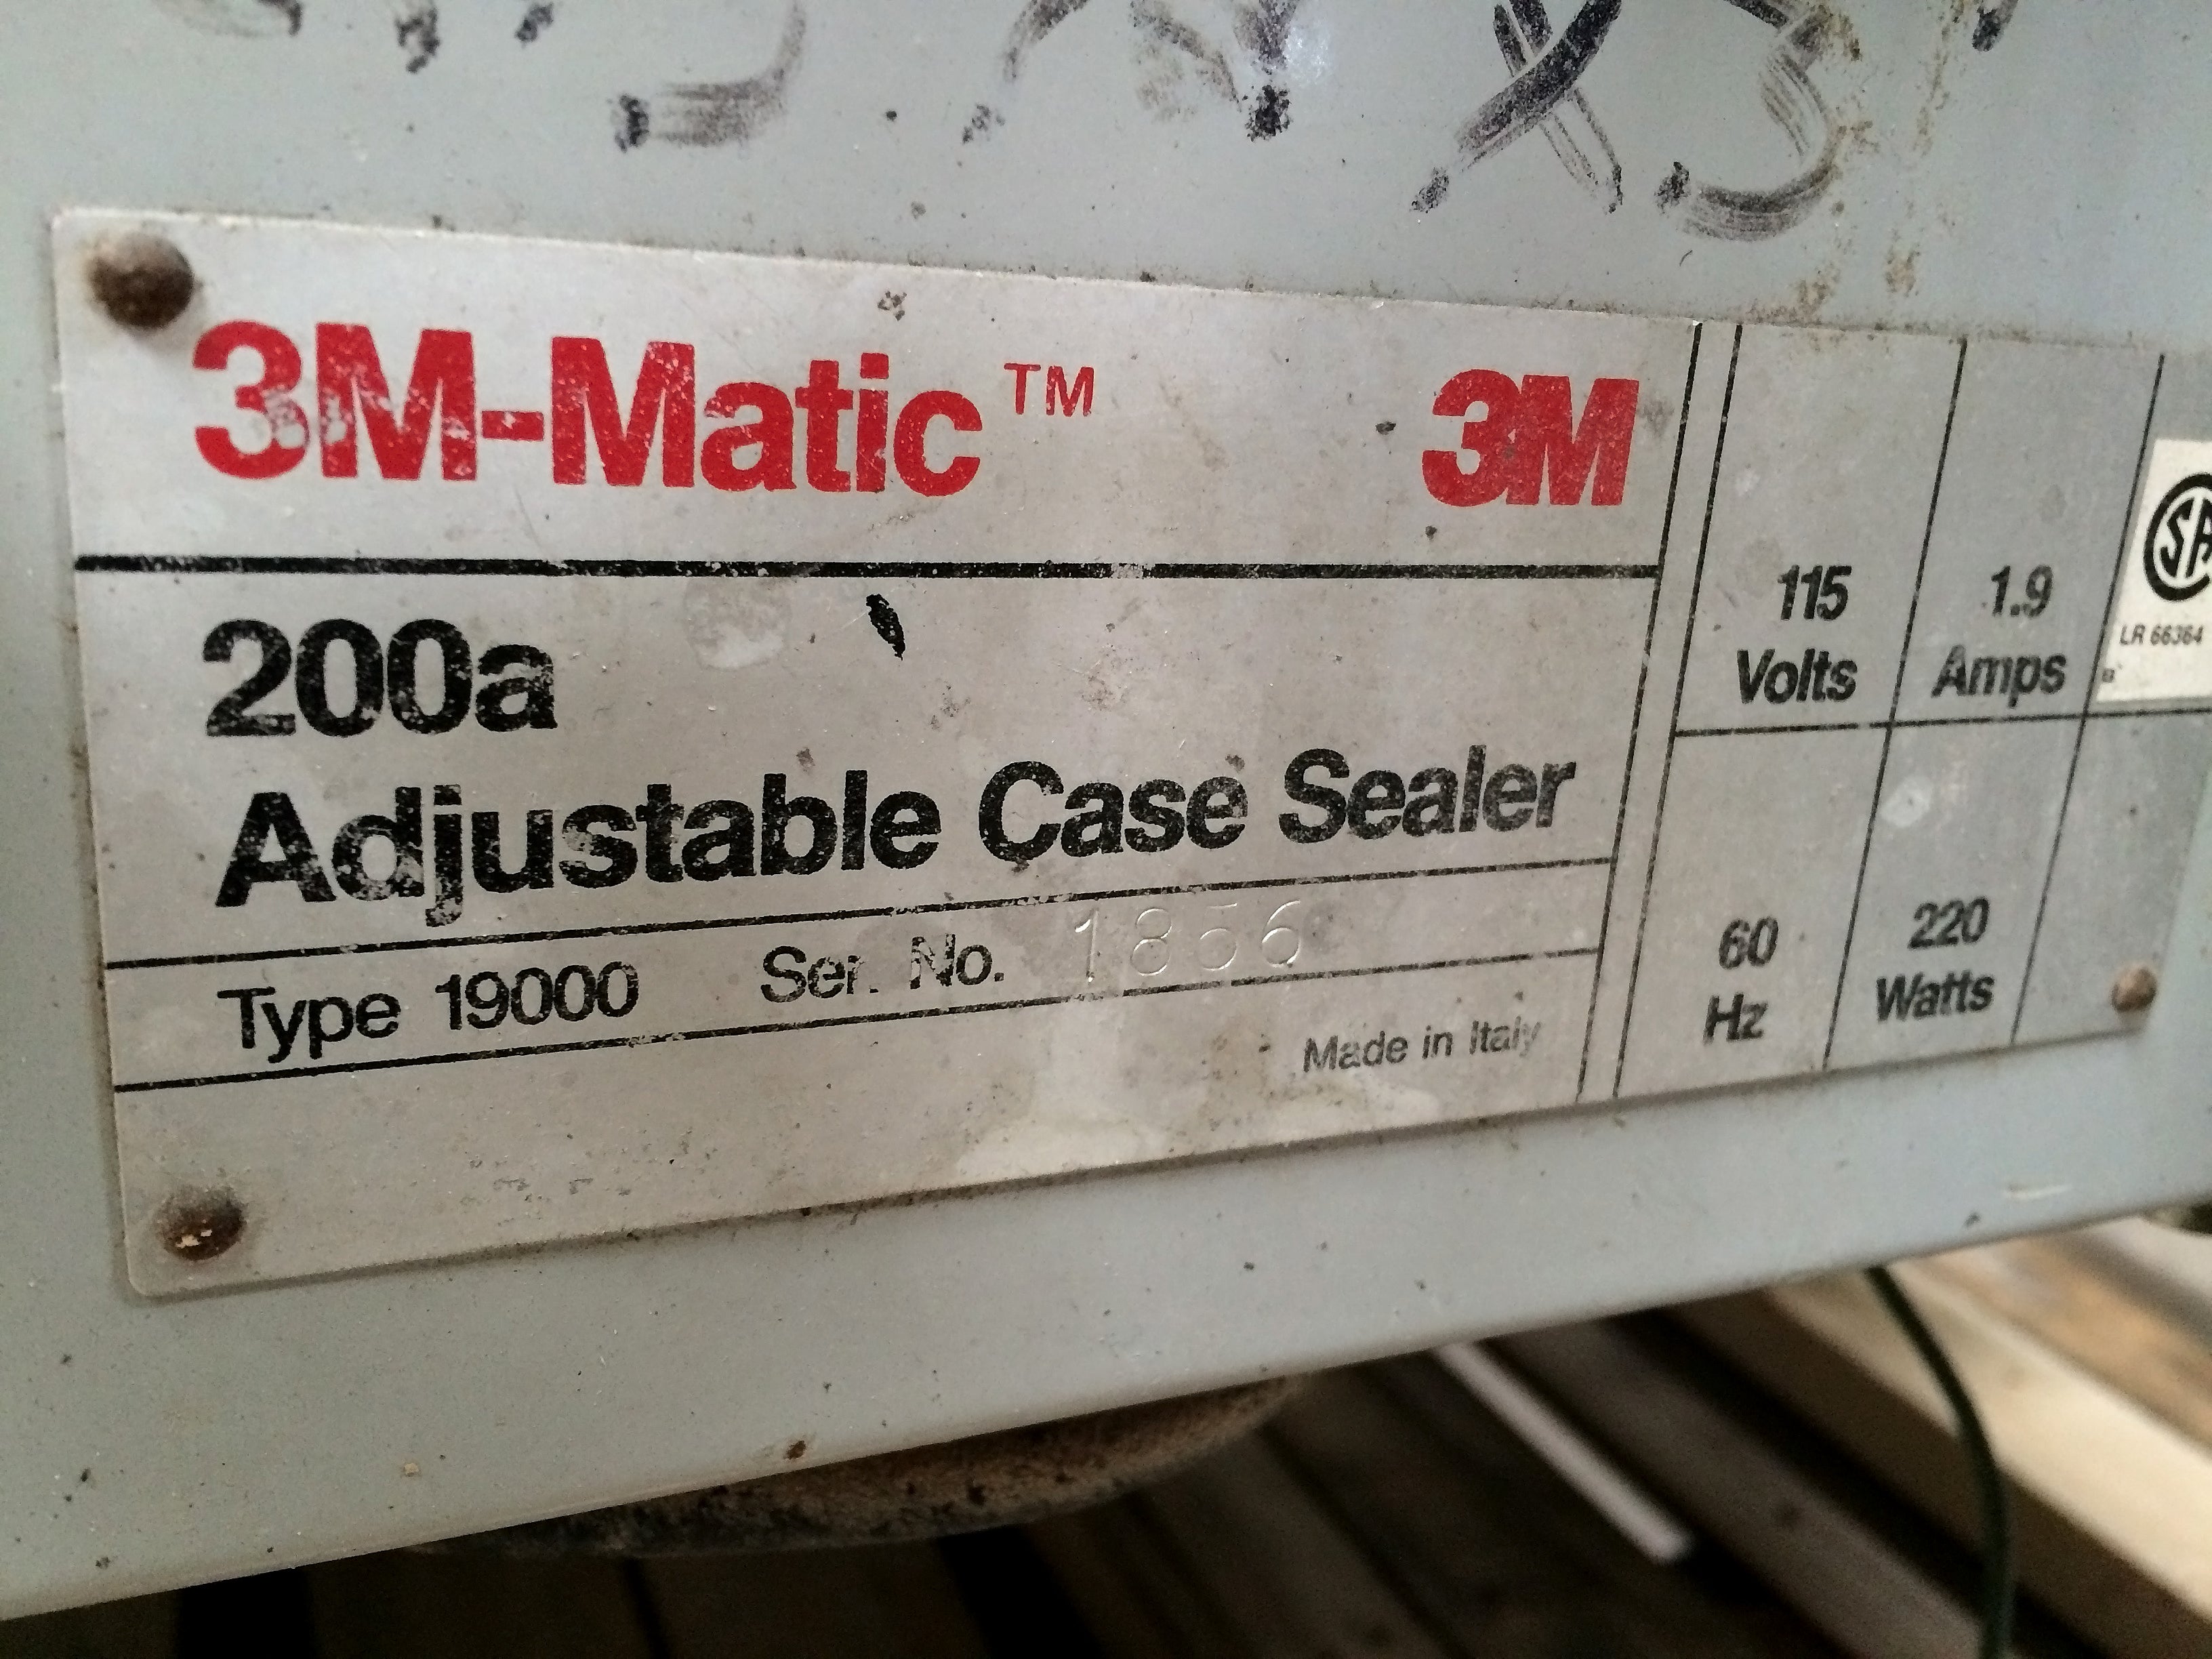 3M-Matic™ 3M
200a
Adjustable Case Sealer
Type 19000 Ser. No. 1856
Made in Italy
115 Volts
1.9 Amps
LR 66364
60 Hz
220 Watts